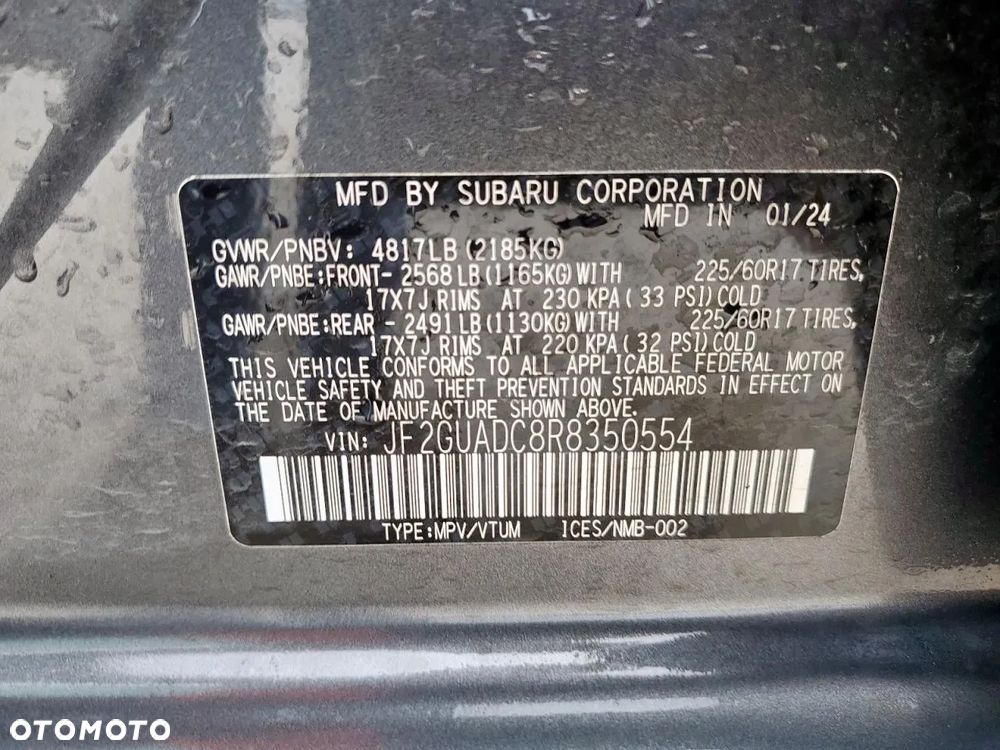 MFD BY SUBARU CORPORATION
MFD IN 01/24
GVWR/PNBV: 4817LB (2185KG)
GAWR/PNBE:FRONT- 2568 LB (1165KG) WITH 225/60R17 TIRES,
17X7J RIMS AT 230 KPA ( 33 PSI) COLD
GAWR/PNBE:REAR - 2491 LB (1130KG) WITH 225/60R17 TIRES,
17X7J RIMS AT 220 KPA ( 32 PSI) COLD
THIS VEHICLE CONFORMS TO ALL APPLICABLE FEDERAL MOTOR
VEHICLE SAFETY AND THEFT PREVENTION STANDARDS IN EFFECT ON
THE DATE OF MANUFACTURE SHOWN ABOVE.
VIN: JF2GUADC8R8350554
TYPE:MPV/VTUM ICES/NMB-002
OTOMOTO